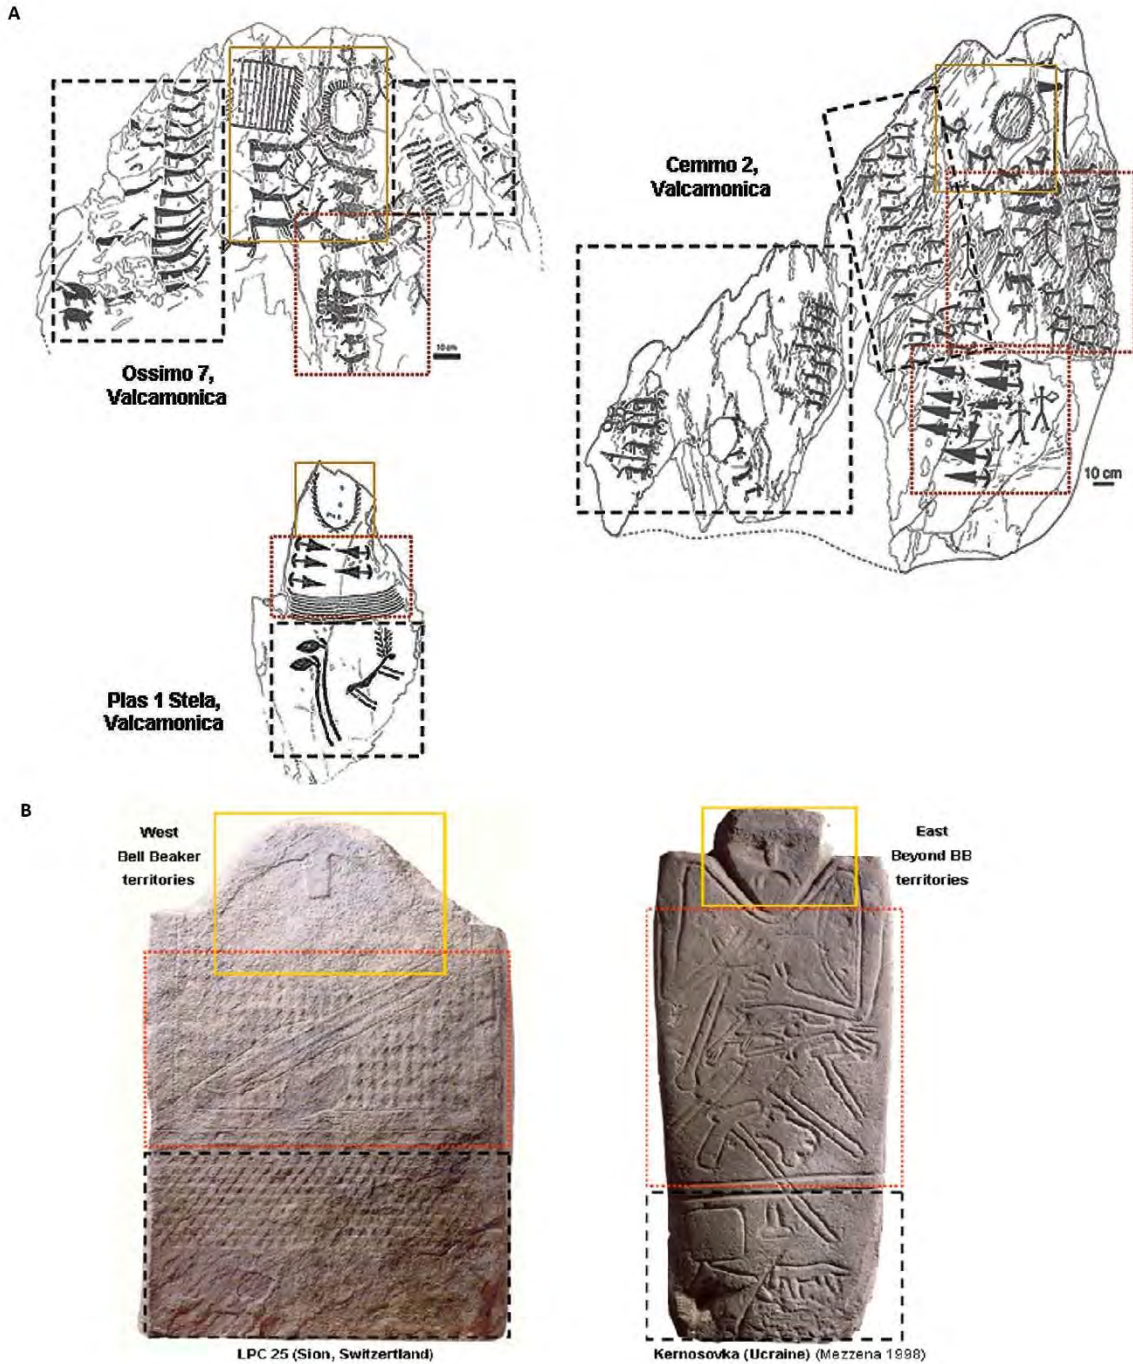 A
Cemmo 2,
Valcamonica
10 cm
Ossimo 7,
Valcamonica
10 cm
Plas 1 Stela,
Valcamonica
B
West
Bell Beaker
territories
East
Beyond BB
territories
LPC 25 (Sion, Switzertland)
Kernosovka (Ucraine) (Mezzena 1998)